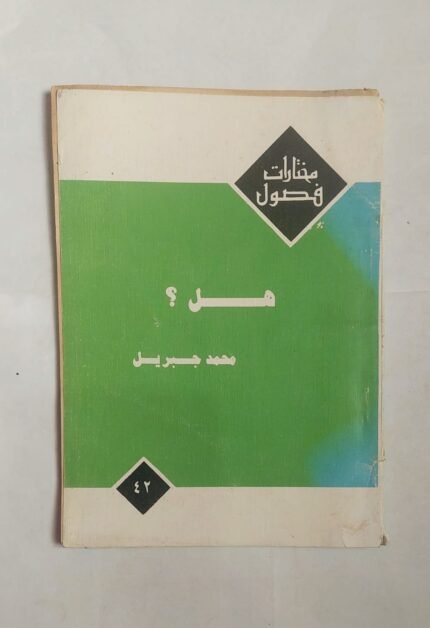 مختارات
فصول
هل ؟
محمد جبريل
٤٢